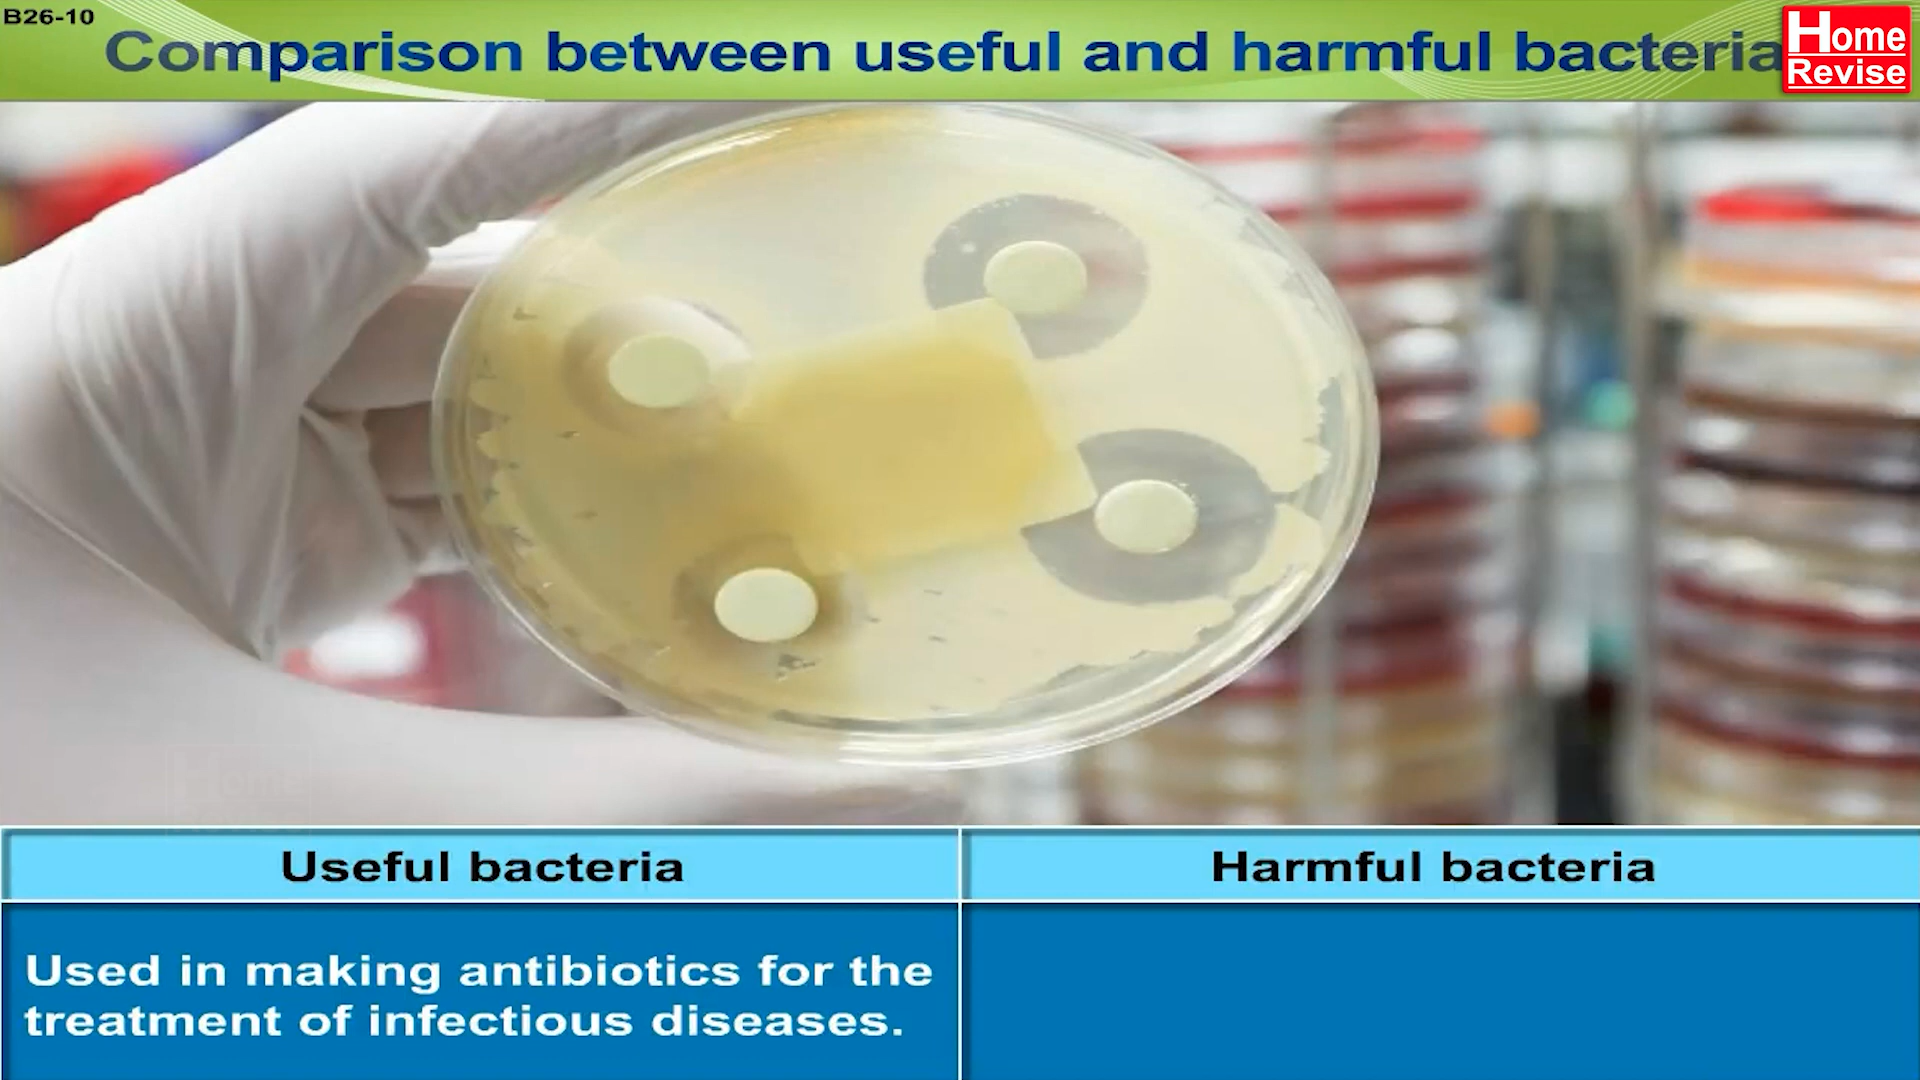 B26-10
Comparison between useful and harmful bacteria
Home
Revise
Useful bacteria
Harmful bacteria
Used in making antibiotics for the
treatment of infectious diseases.